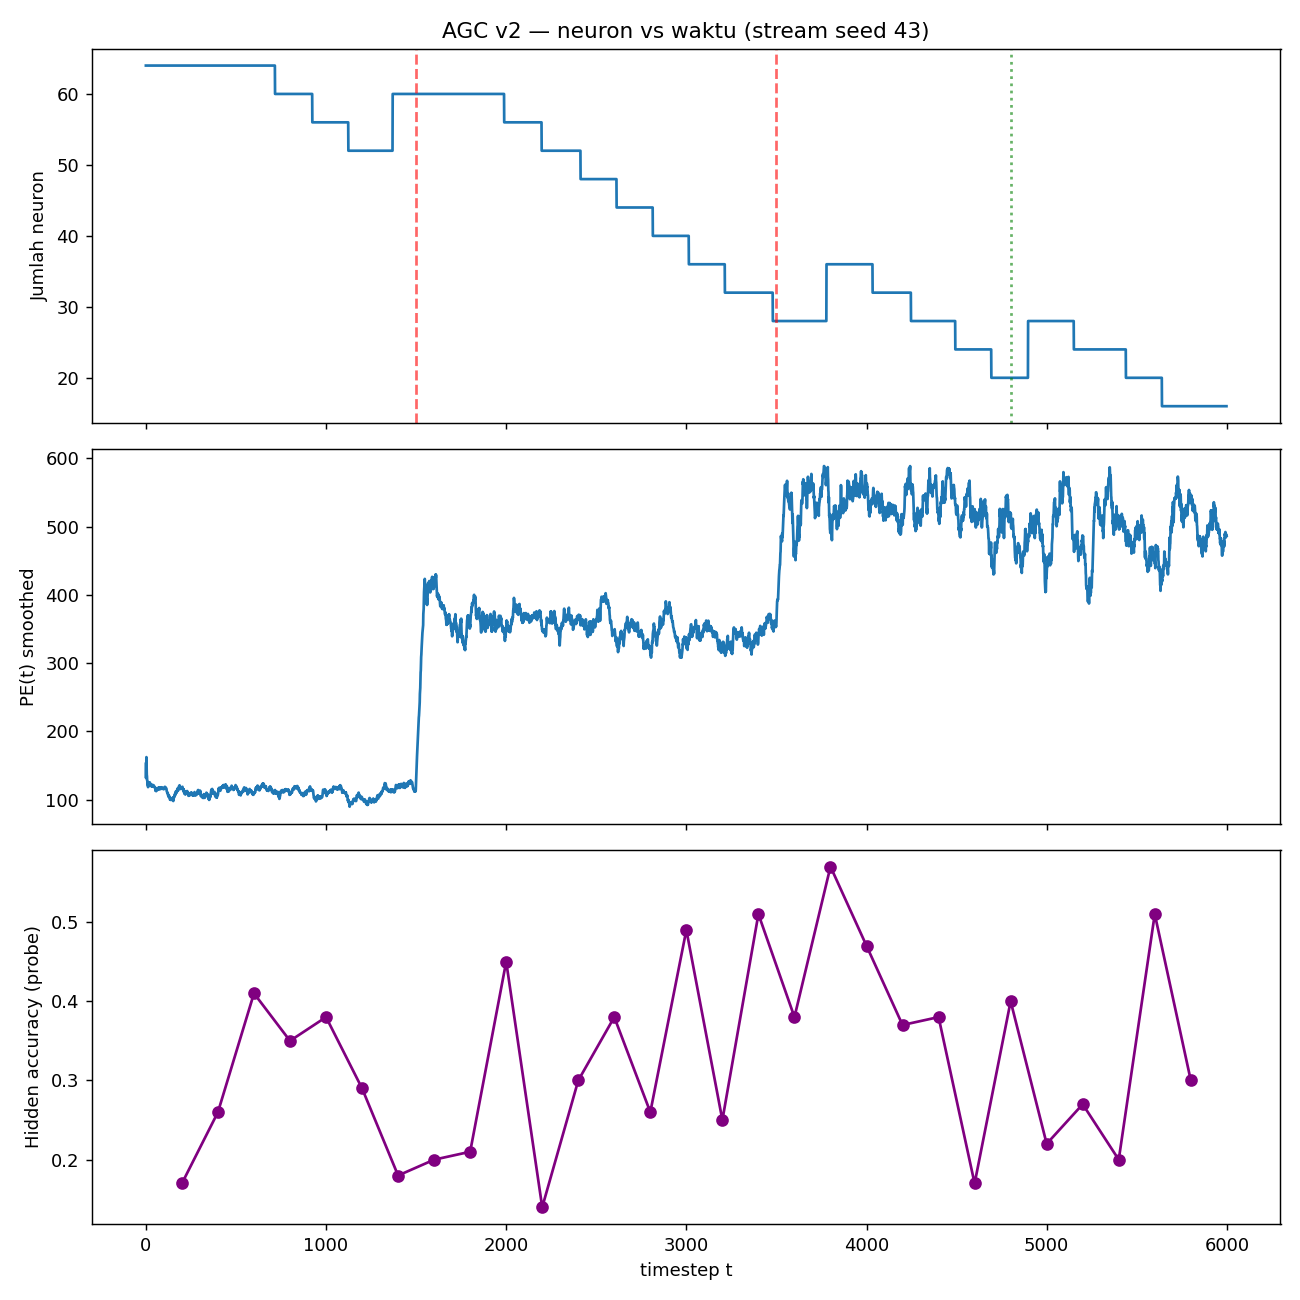 AGC v2 — neuron vs waktu (stream seed 43)
Jumlah neuron
60
50
40
30
20
PE(t) smoothed
600
500
400
300
200
100
Hidden accuracy (probe)
0.5
0.4
0.3
0.2
0 1000 2000 3000 4000 5000 6000
timestep t